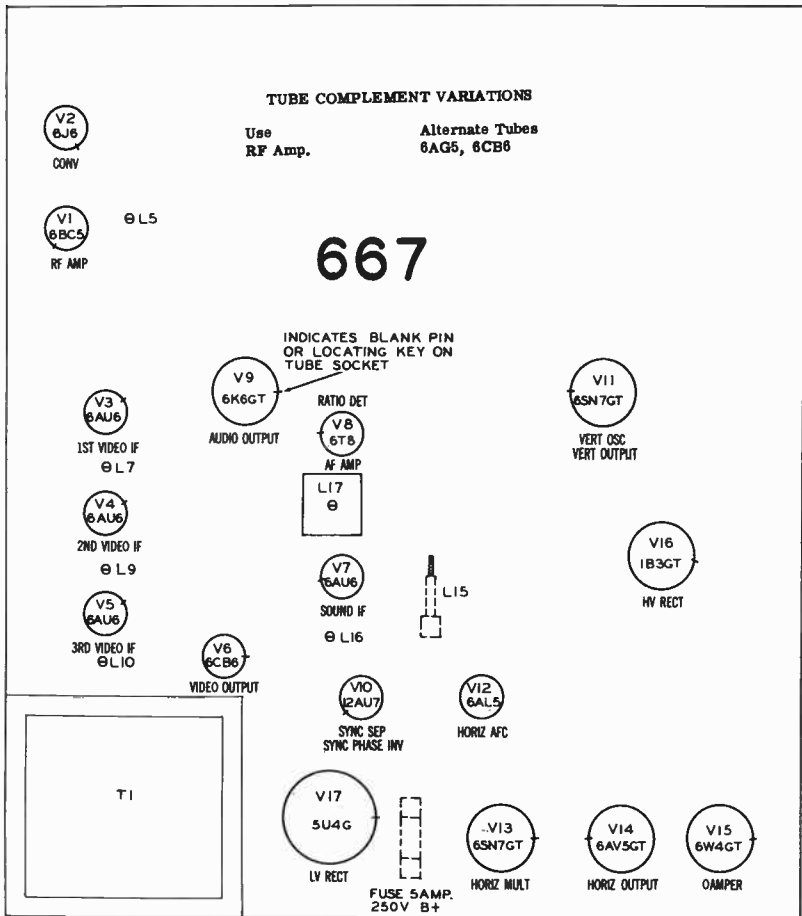 TUBE COMPLEMENT VARIATIONS
Use Alternate Tubes
RF Amp. 6AG5, 6CB6
V2
6J6
CONV
V1
6BC5
RF AMP
L5
667
INDICATES BLANK PIN
OR LOCATING KEY ON
TUBE SOCKET
V9
6K6GT
AUDIO OUTPUT
V3
6AU6
1ST VIDEO IF
L7
RATIO DET
V8
6T8
AF AMP
L17
V11
6SN7GT
VERT OSC
VERT OUTPUT
V4
6AU6
2ND VIDEO IF
L9
V7
6AU6
SOUND IF
L16
L15
V16
1B3GT
HV RECT
V5
6AU6
3RD VIDEO IF
L10
V6
6CB6
VIDEO OUTPUT
V10
12AU7
SYNC SEP
SYNC PHASE INV
V12
6AL5
HORIZ AFC
T1
V17
5U4G
LV RECT
FUSE 5AMP.
250V B+
V13
6SN7GT
HORIZ MULT
V14
6AV5GT
HORIZ OUTPUT
V15
6W4GT
DAMPER